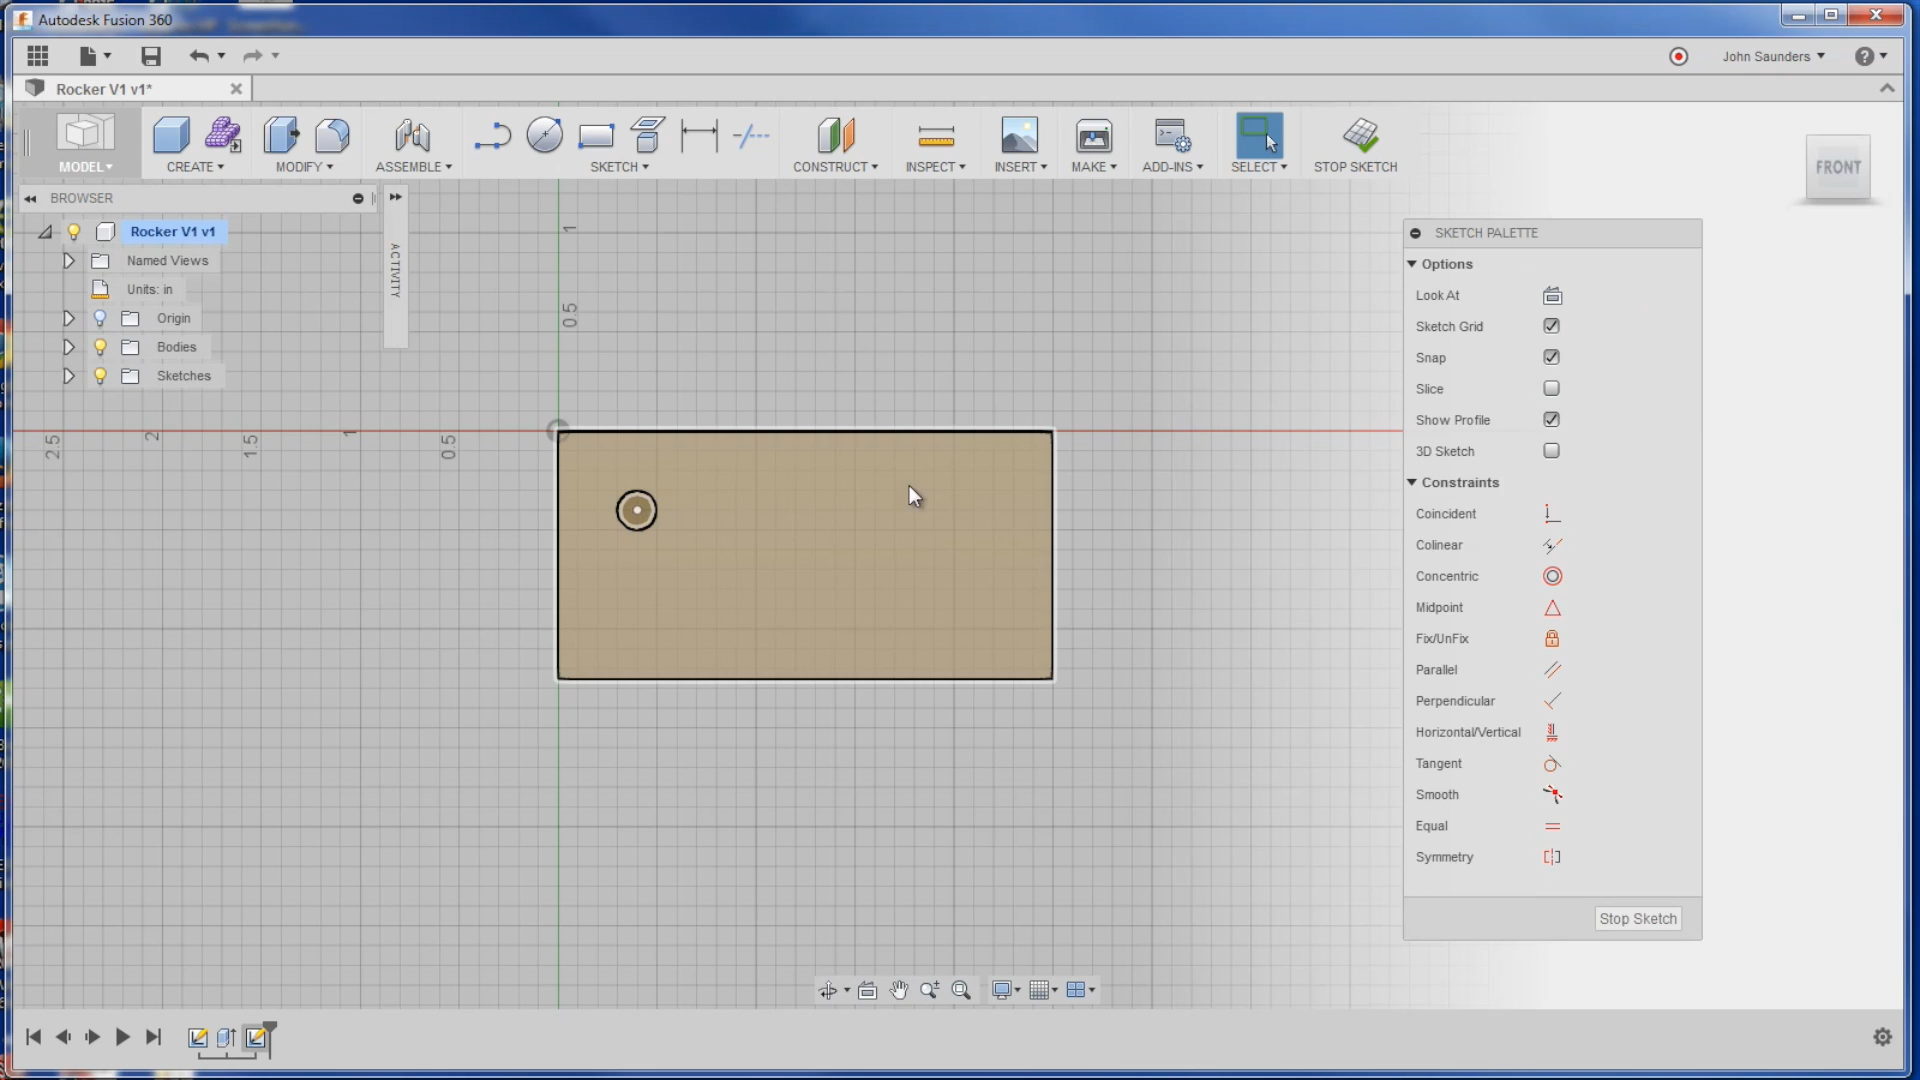 Autodesk Fusion 360
John Saunders
Rocker V1 v1*
MODEL
CREATE
MODIFY
ASSEMBLE
SKETCH
CONSTRUCT
INSPECT
INSERT
MAKE
ADD-INS
SELECT
STOP SKETCH
FRONT
BROWSER
Rocker V1 v1
Named Views
Units: in
Origin
Bodies
Sketches
ACTIVITY
1
0.5
2.5
2
1.5
1
0.5
SKETCH PALETTE
Options
Look At
Sketch Grid
Snap
Slice
Show Profile
3D Sketch
Constraints
Coincident
Colinear
Concentric
Midpoint
Fix/UnFix
Parallel
Perpendicular
Horizontal/Vertical
Tangent
Smooth
Equal
Symmetry
Stop Sketch